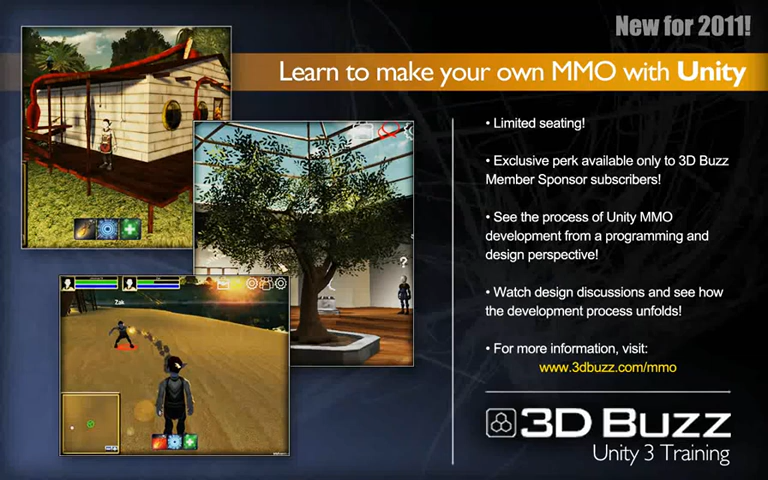 New for 2011!
Learn to make your own MMO with Unity
• Limited seating!
• Exclusive perk available only to 3D Buzz
Member Sponsor subscribers!
• See the process of Unity MMO
development from a programming and
design perspective!
• Watch design discussions and see how
the development process unfolds!
• For more information, visit:
www.3dbuzz.com/mmo
3D BUZZ
Unity 3 Training
?
Zak